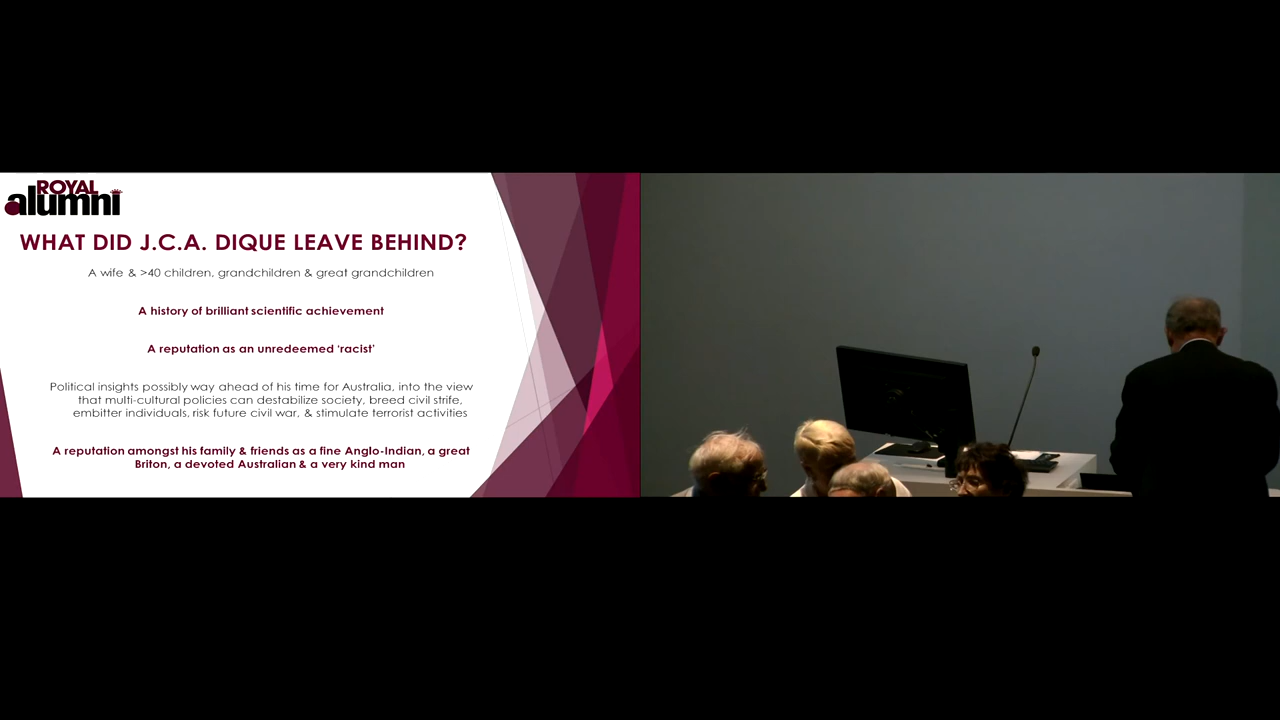 ROYAL
alumni
WHAT DID J.C.A. DIQUE LEAVE BEHIND?
A wife & >40 children, grandchildren & great grandchildren
A history of brilliant scientific achievement
A reputation as an unredeemed ‘racist’
Political insights possibly way ahead of his time for Australia, into the view
that multi-cultural policies can destabilize society, breed civil strife,
embitter individuals, risk future civil war, & stimulate terrorist activities
A reputation amongst his family & friends as a fine Anglo-Indian, a great
Briton, a devoted Australian & a very kind man